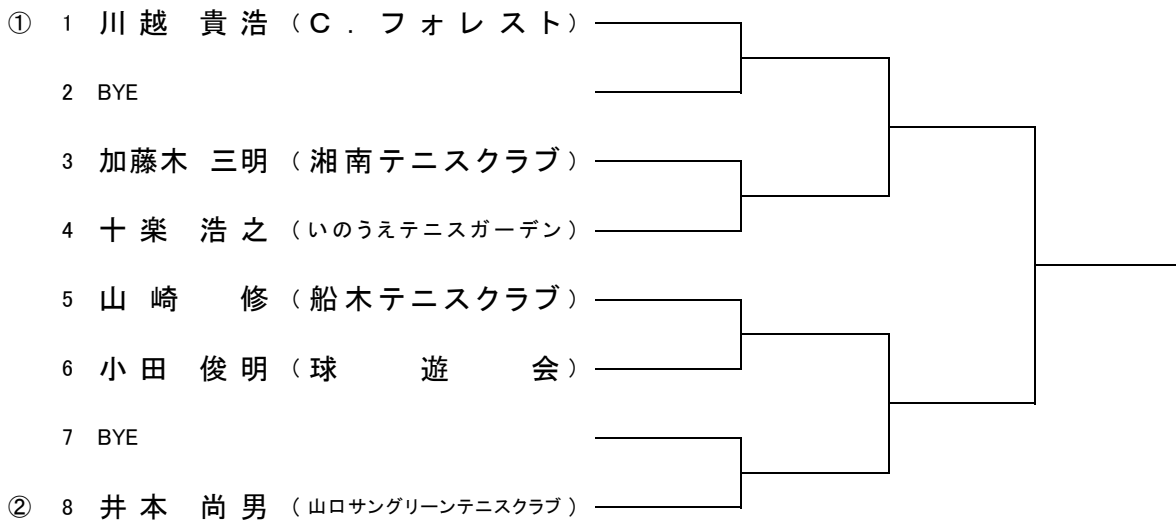 ① 1 川越 貴浩 (C.フォレスト)
2 BYE
3 加藤木 三明 (湘南テニスクラブ)
4 十楽 浩之 (いのうえテニスガーデン)
5 山崎 修 (船木テニスクラブ)
6 小田 俊明 (球遊会)
7 BYE
② 8 井本 尚男 (山口サングリーンテニスクラブ)